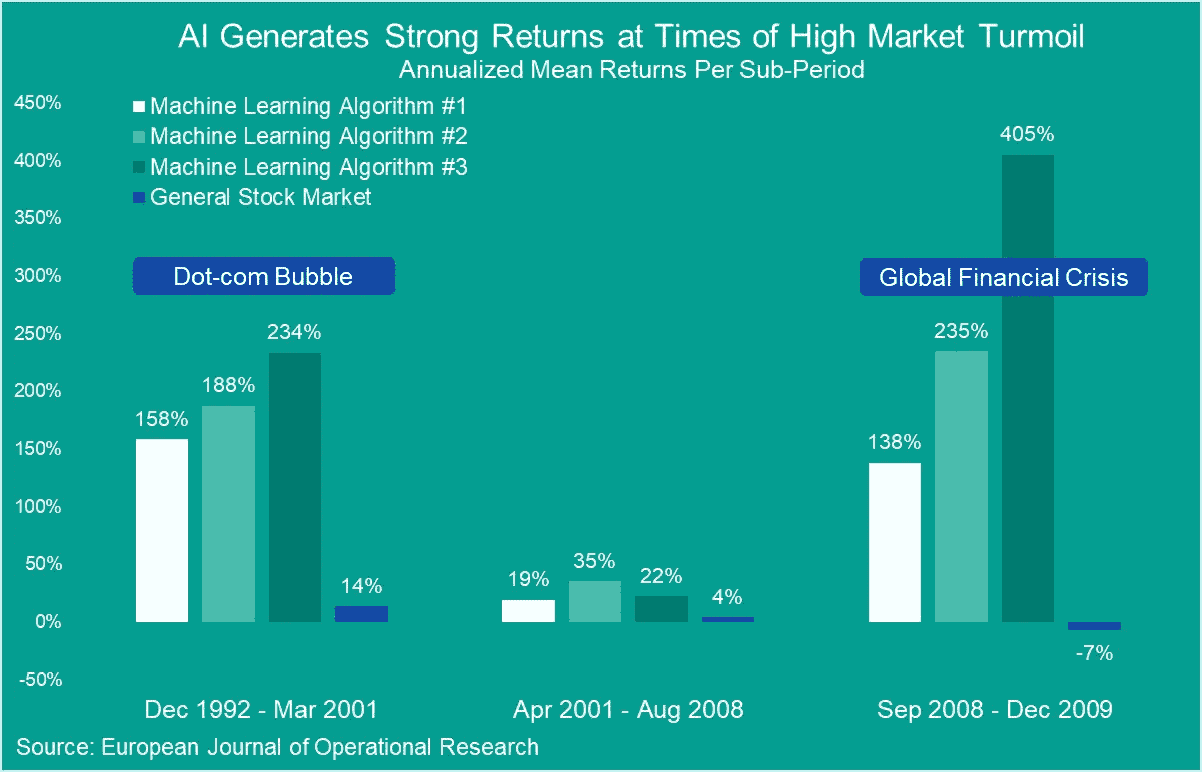 AI Generates Strong Returns at Times of High Market Turmoil
Annualized Mean Returns Per Sub-Period
450%
400%
350%
300%
250%
200%
150%
100%
50%
0%
-50%
Machine Learning Algorithm #1
Machine Learning Algorithm #2
Machine Learning Algorithm #3
General Stock Market
Dot-com Bubble
Global Financial Crisis
158%
188%
234%
14%
19%
35%
22%
4%
138%
235%
405%
-7%
Dec 1992 - Mar 2001
Apr 2001 - Aug 2008
Sep 2008 - Dec 2009
Source: European Journal of Operational Research